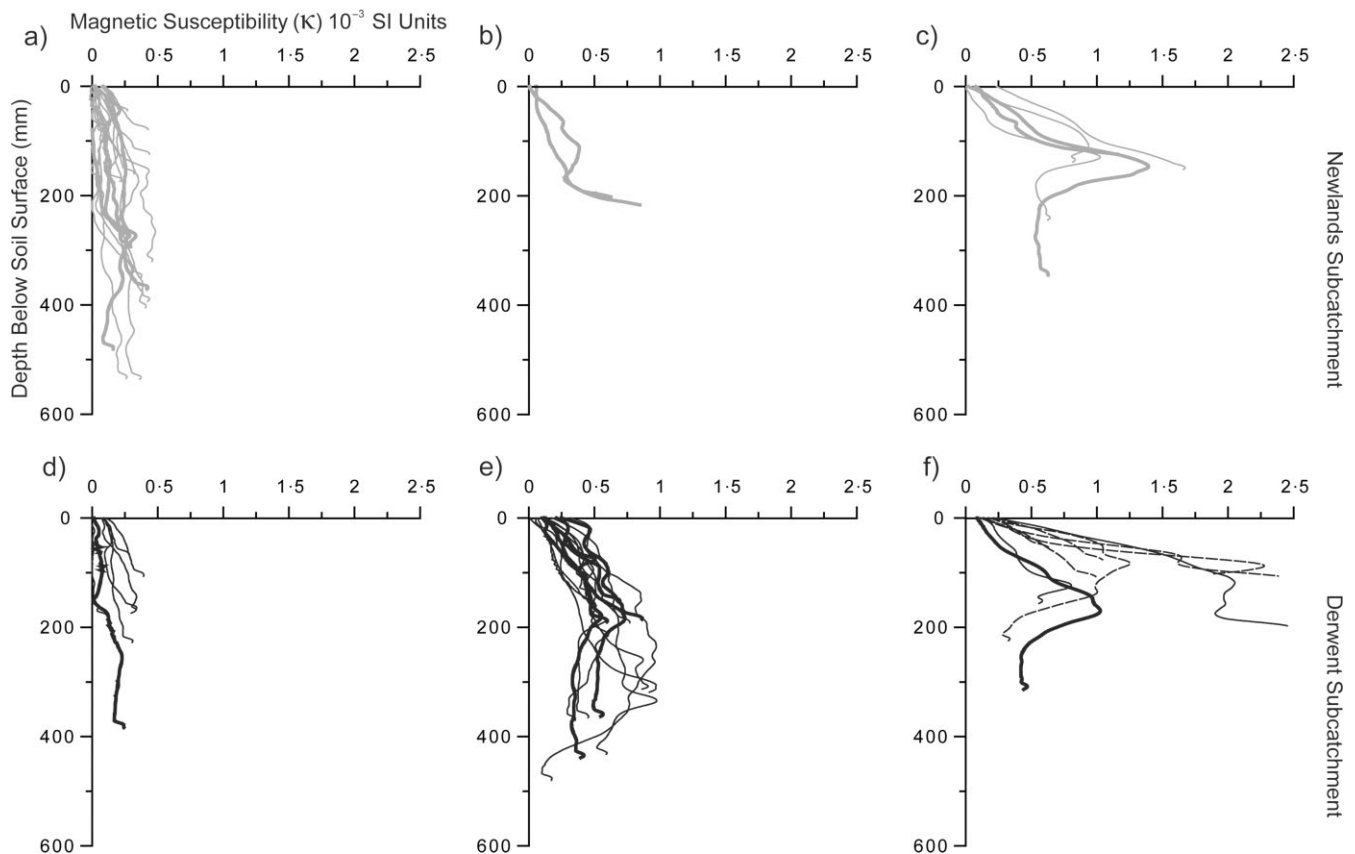 Magnetic Susceptibility (κ) 10⁻³ SI Units
a) b) c)
0 0·5 1 1·5 2 2·5 0 0·5 1 1·5 2 2·5 0 0·5 1 1·5 2 2·5
Depth Below Soil Surface (mm)
0 0 0
200 200 200
400 400 400
600 600 600
Newlands Subcatchment
d) e) f)
0 0·5 1 1·5 2 2·5 0 0·5 1 1·5 2 2·5 0 0·5 1 1·5 2 2·5
0 0 0
200 200 200
400 400 400
600 600 600
Derwent Subcatchment